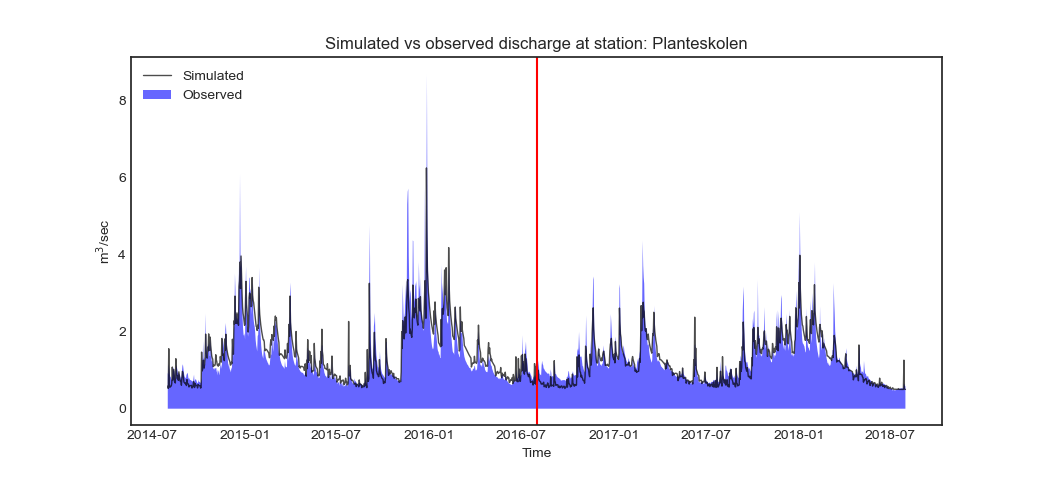 Simulated vs observed discharge at station: Planteskolen
Simulated
Observed
8
6
4
2
0
m³/sec
2014-07 2015-01 2015-07 2016-01 2016-07 2017-01 2017-07 2018-01 2018-07
Time